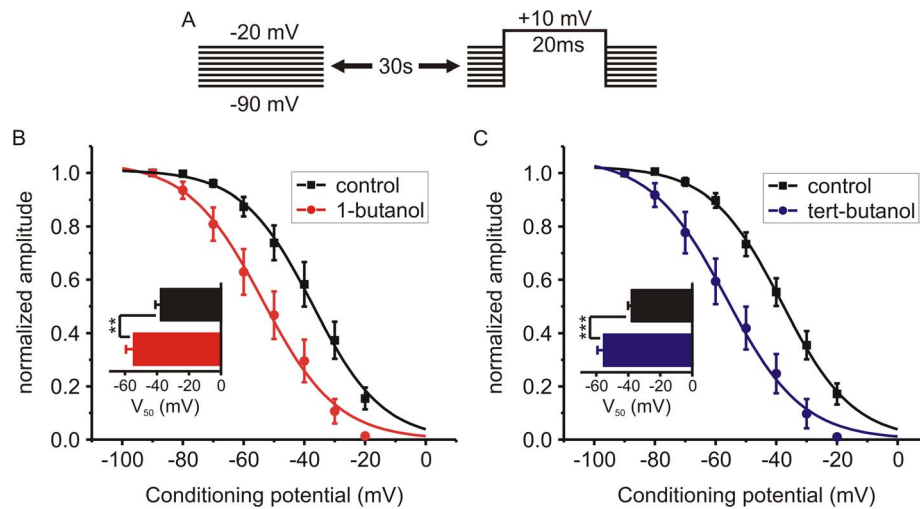 A
-20 mV
-90 mV
30s
+10 mV
20ms
B
control
1-butanol
normalized amplitude
1.0
0.8
0.6
0.4
0.2
0.0
-100 -80 -60 -40 -20 0
Conditioning potential (mV)
**
-60 -40 -20 0
V50 (mV)
C
control
tert-butanol
normalized amplitude
1.0
0.8
0.6
0.4
0.2
0.0
-100 -80 -60 -40 -20 0
Conditioning potential (mV)
***
-60 -40 -20 0
V50 (mV)